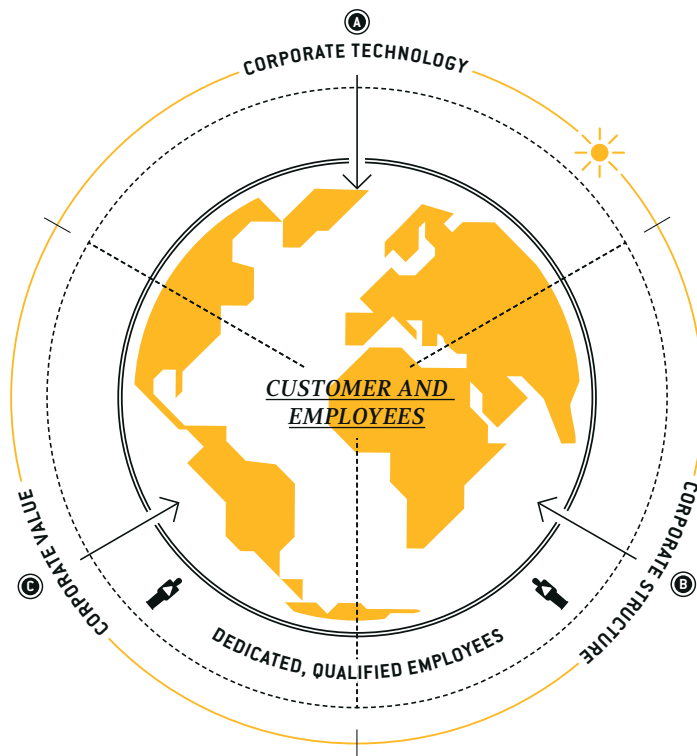 A
CORPORATE TECHNOLOGY
CUSTOMER AND
EMPLOYEES
CORPORATE VALUE
C
CORPORATE STRUCTURE
B
DEDICATED, QUALIFIED EMPLOYEES